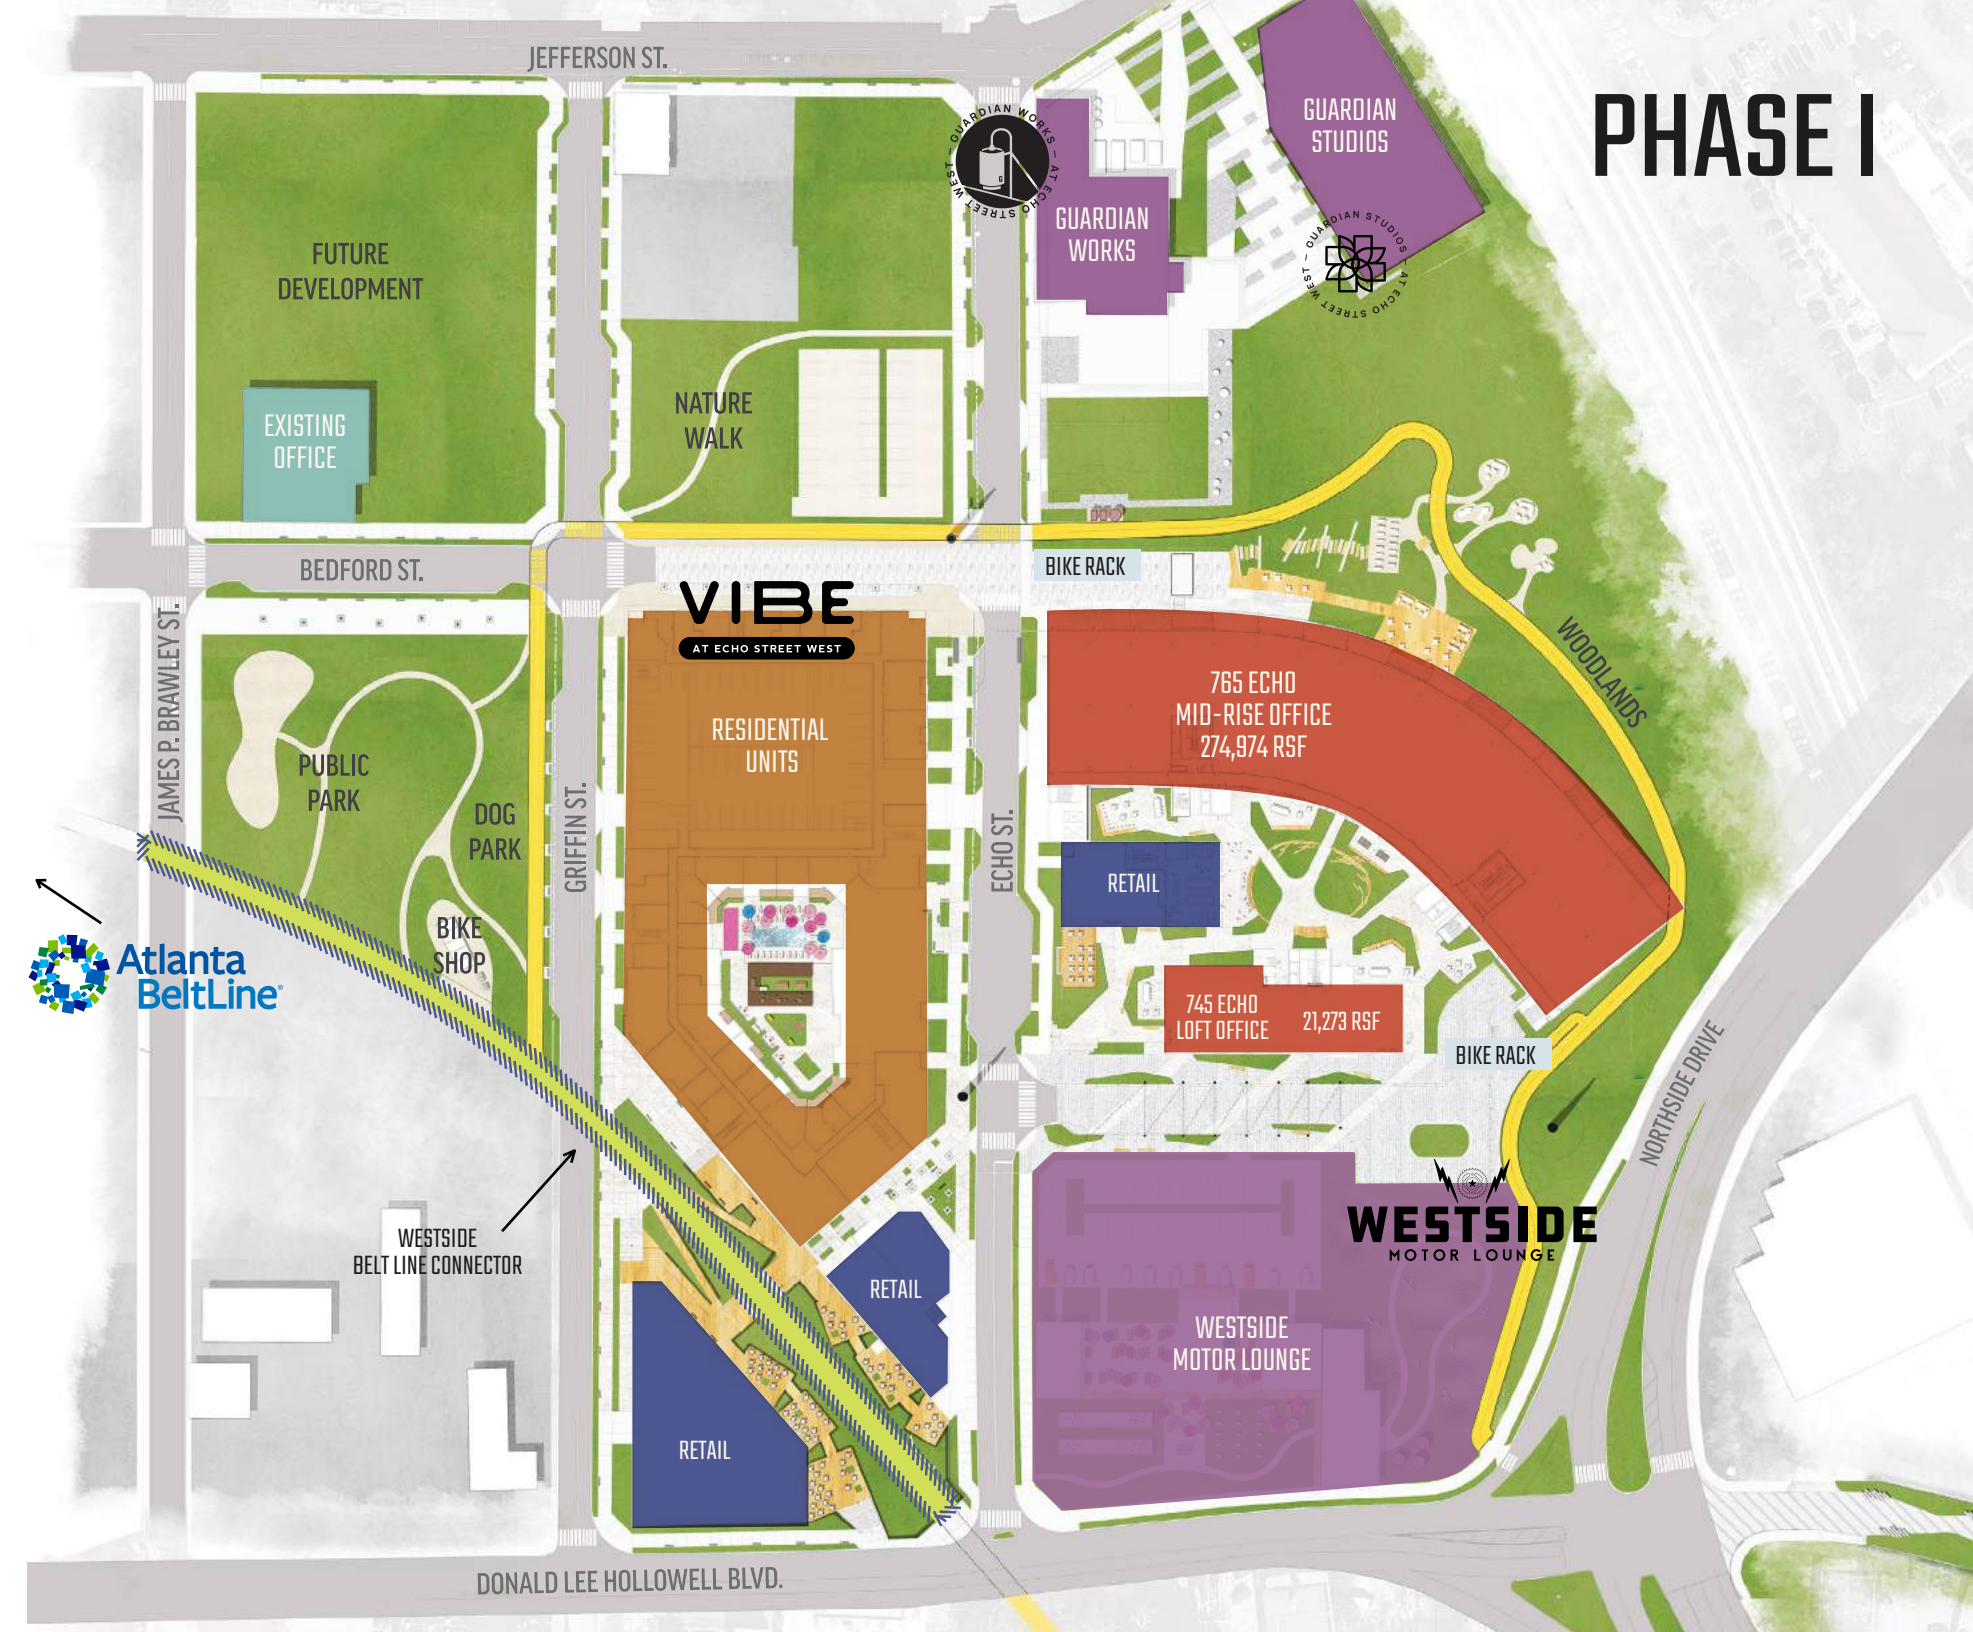 JEFFERSON ST.
PHASE I
GUARDIAN
STUDIOS
GUARDIAN WORKS – AT ECHO STREET WEST –
G
GUARDIAN
WORKS
GUARDIAN STUDIOS – AT ECHO STREET WEST –
FUTURE
DEVELOPMENT
NATURE
WALK
EXISTING
OFFICE
BEDFORD ST.
BIKE RACK
VIBE
AT ECHO STREET WEST
JAMES P. BRAWLEY ST.
WOODLANDS
765 ECHO
MID-RISE OFFICE
274,974 RSF
RESIDENTIAL
UNITS
PUBLIC
PARK
DOG
PARK
GRIFFIN ST.
ECHO ST.
RETAIL
BIKE
SHOP
Atlanta
BeltLine®
745 ECHO
LOFT OFFICE
21,273 RSF
BIKE RACK
NORTHSIDE DRIVE
WESTSIDE
BELT LINE CONNECTOR
WESTSIDE
MOTOR LOUNGE
RETAIL
WESTSIDE
MOTOR LOUNGE
RETAIL
DONALD LEE HOLLOWELL BLVD.